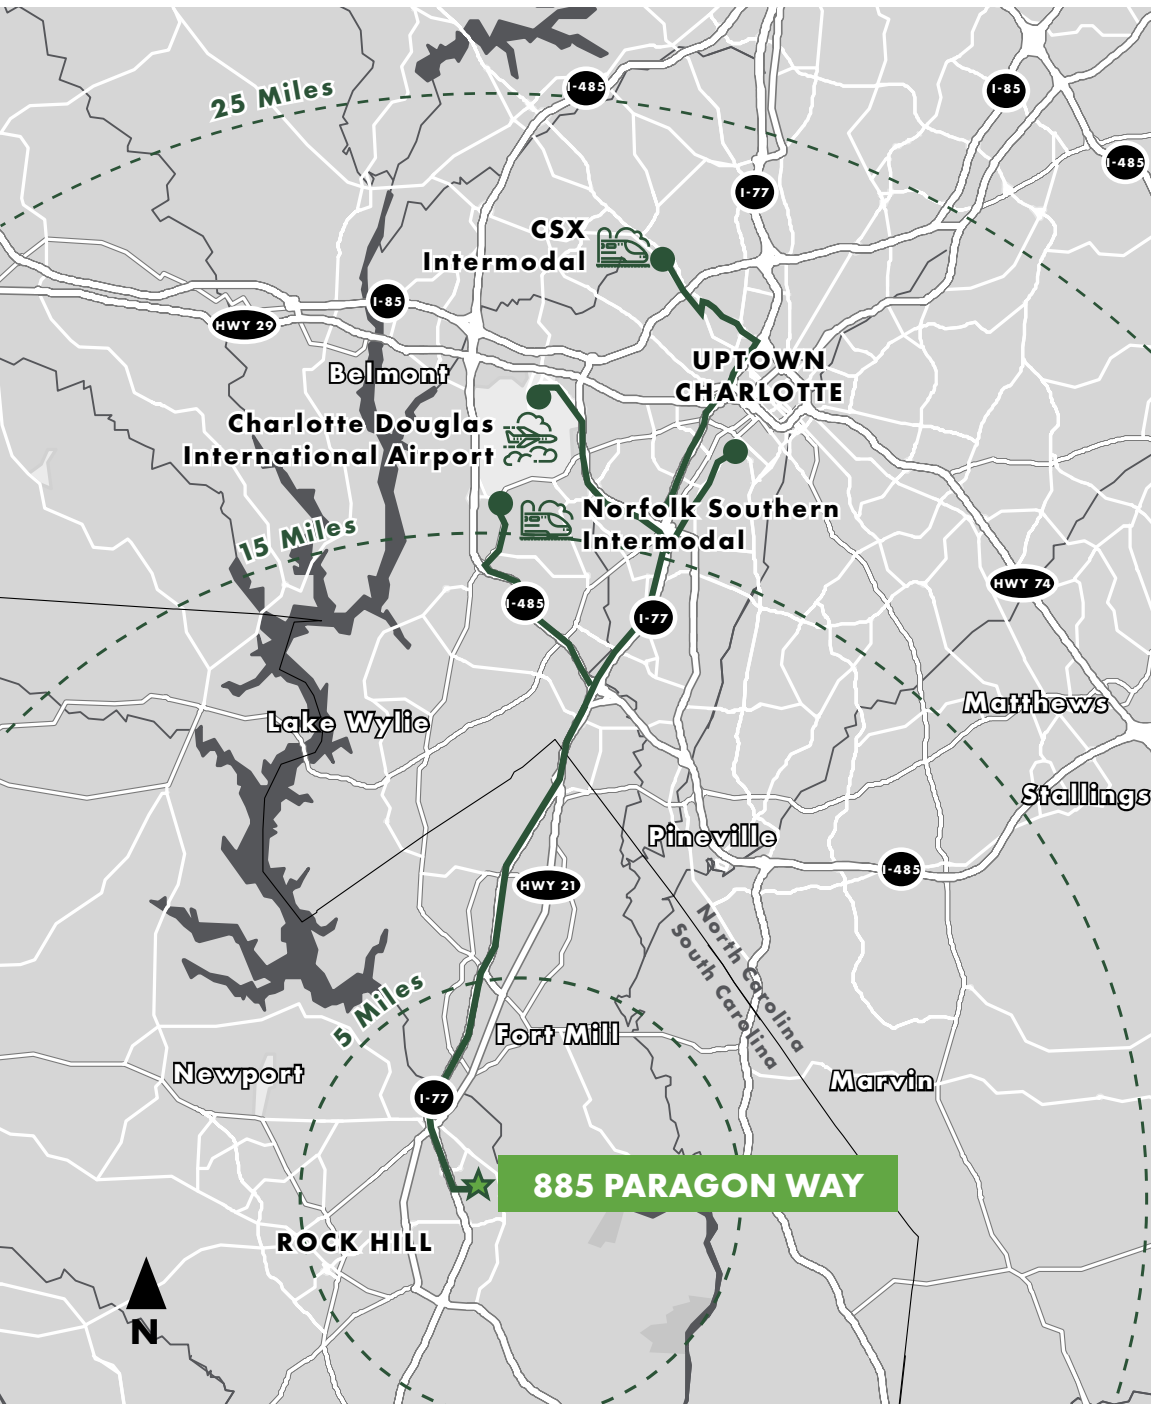 25 Miles
I-485
I-85
I-485
I-77
CSX
Intermodal
I-85
HWY 29
UPTOWN
CHARLOTTE
Belmont
Charlotte Douglas
International Airport
Norfolk Southern
Intermodal
15 Miles
HWY 74
I-485
I-77
Matthews
Lake Wylie
Stallings
Pineville
I-485
HWY 21
North Carolina
South Carolina
5 Miles
Fort Mill
Newport
Marvin
I-77
885 PARAGON WAY
ROCK HILL
N